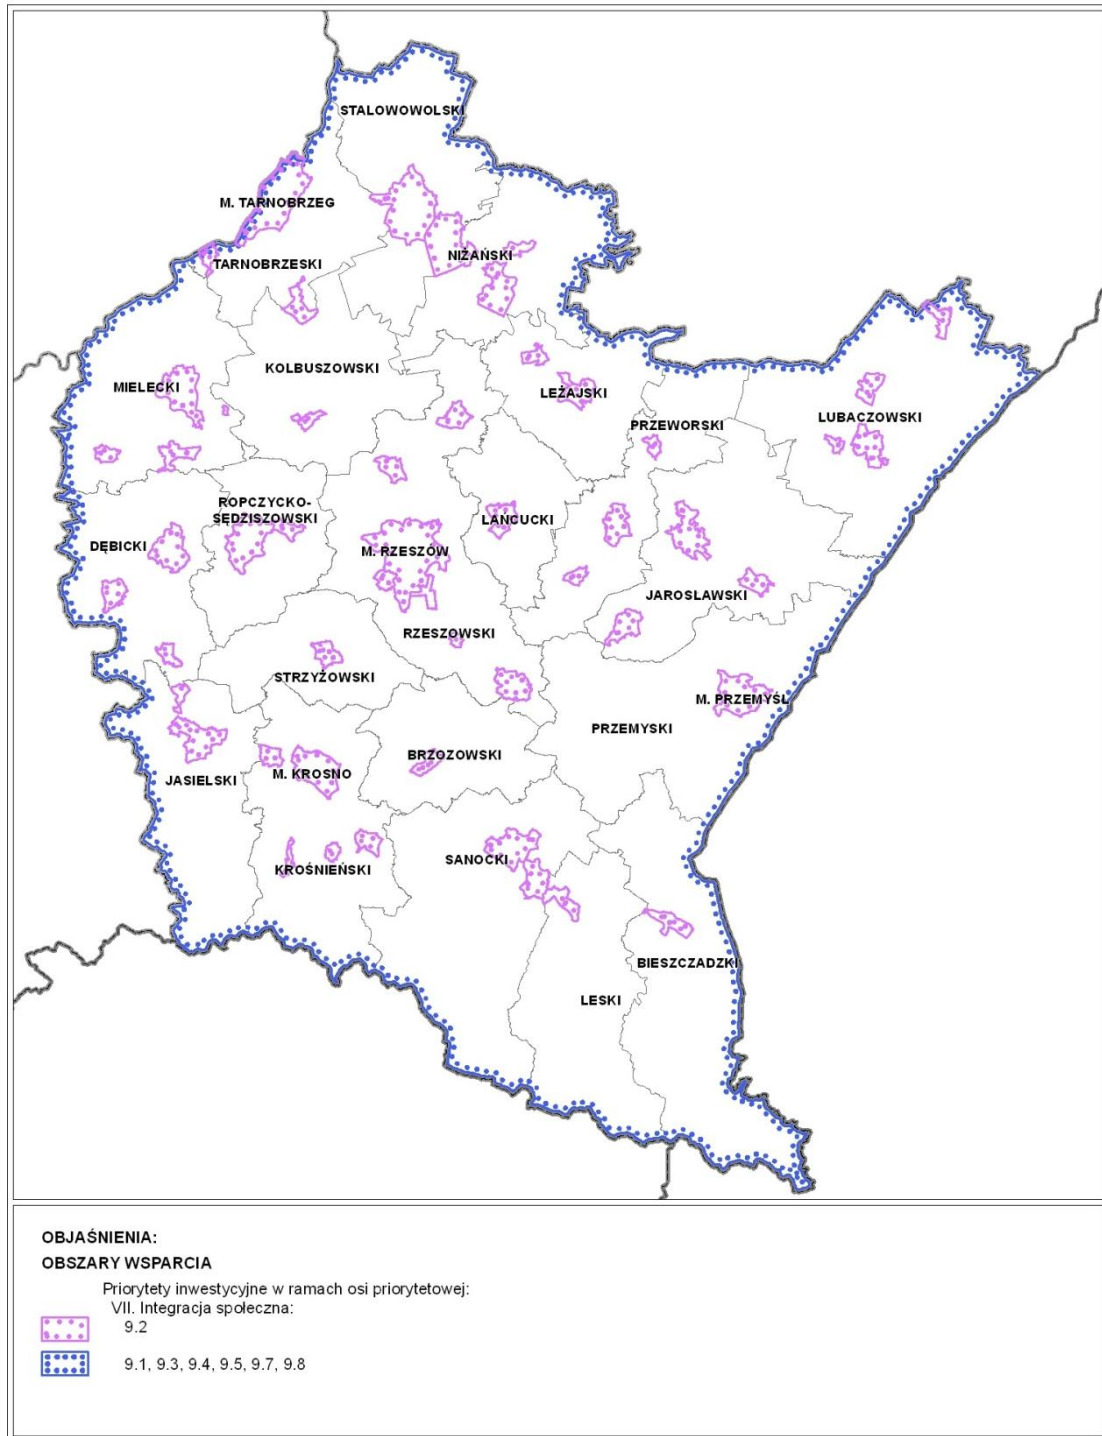 STALOWOWOLSKI
M. TARNOBRZEG
NIŻAŃSKI
TARNOBRZESKI
KOLBUSZOWSKI
MIELECKI
LEŻAJSKI
LUBACZOWSKI
PRZEWORSKI
ROPCZYCKO-
SĘDZISZOWSKI
ŁAŃCUCKI
DĘBICKI
M. RZESZÓW
JAROSŁAWSKI
RZESZOWSKI
STRZYŻOWSKI
M. PRZEMYŚL
PRZEMYSKI
BRZOZOWSKI
M. KROSNO
JASIELSKI
SANOCKI
KROŚNIEŃSKI
BIESZCZADZKI
LESKI
OBJAŚNIENIA:
OBSZARY WSPARCIA
Priorytety inwestycyjne w ramach osi priorytetowej:
VII. Integracja społeczna:
9.2
9.1, 9.3, 9.4, 9.5, 9.7, 9.8